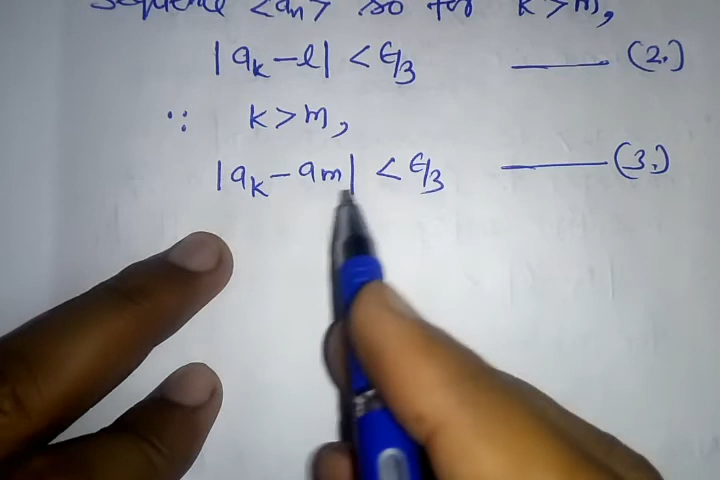 sequence <an> so for k>m,
|ak-l| < ϵ/3 —— (2.)
∵ k>m,
|ak-am| < ϵ/3 —— (3.)